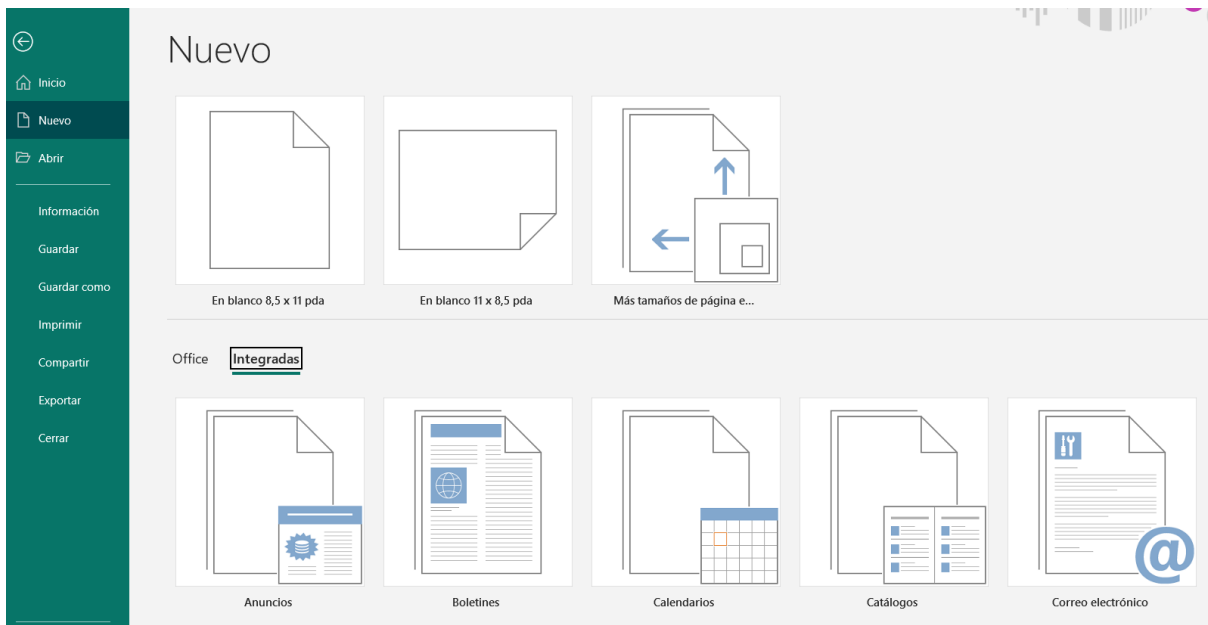 Nuevo
Inicio
Nuevo
Abrir
Información
Guardar
Guardar como
Imprimir
Compartir
Exportar
Cerrar
En blanco 8,5 x 11 pda
En blanco 11 x 8,5 pda
Más tamaños de página e...
Office
Integradas
Anuncios
Boletines
Calendarios
Catálogos
Correo electrónico
@